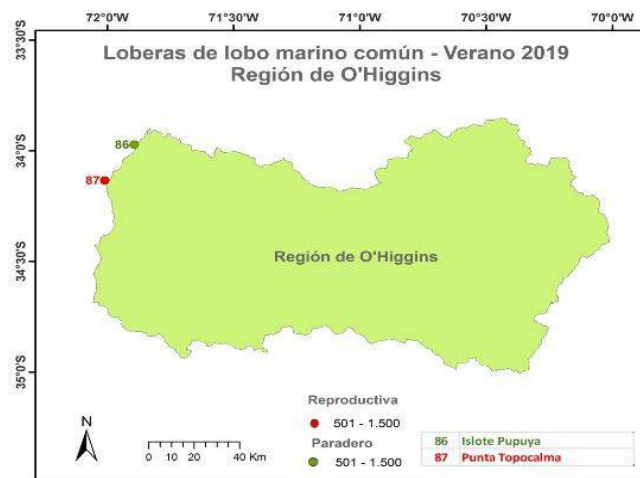 72°0'W 71°30'W 71°0'W 70°30'W 70°0'W
33°30'S
Loberas de lobo marino común - Verano 2019
Región de O'Higgins
86
34°0'S
87
Región de O'Higgins
34°30'S
35°0'S
Reproductiva
501 - 1.500
Paradero
501 - 1.500
N
0 10 20 40 Km
86 Islote Pupuya
87 Punta Topocalma